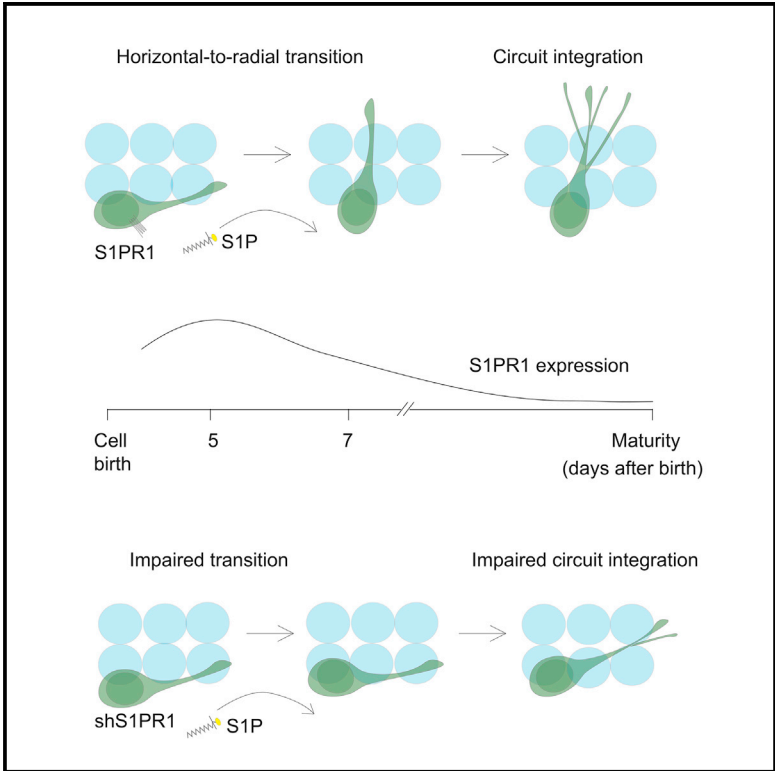 Horizontal-to-radial transition
Circuit integration
S1PR1
S1P
S1PR1 expression
Cell
birth
5
7
Maturity
(days after birth)
Impaired transition
Impaired circuit integration
shS1PR1
S1P